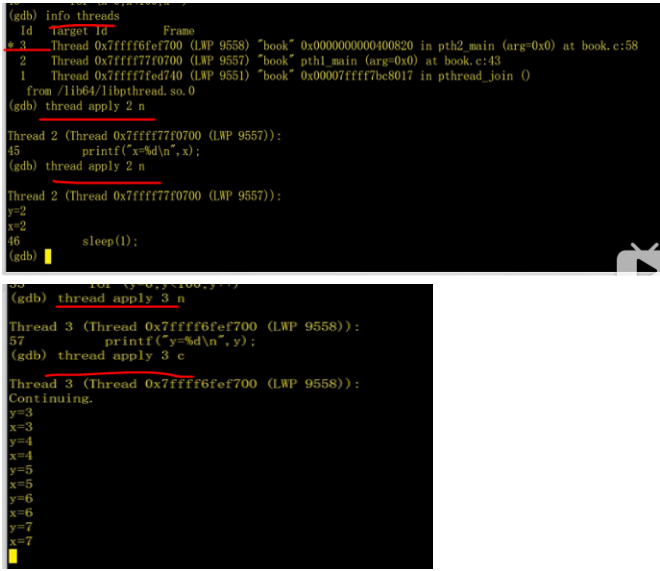 (gdb) info threads
Id Target Id Frame
* 3 Thread 0x7ffff6fef700 (LWP 9558) "book" 0x0000000000400820 in pth2_main (arg=0x0) at book.c:58
2 Thread 0x7ffff77f0700 (LWP 9557) "book" pth1_main (arg=0x0) at book.c:43
1 Thread 0x7ffff7fed740 (LWP 9551) "book" 0x00007ffff7bc8017 in pthread_join ()
from /lib64/libpthread.so.0
(gdb) thread apply 2 n
Thread 2 (Thread 0x7ffff77f0700 (LWP 9557)):
45 printf("x=%d\n",x);
(gdb) thread apply 2 n
Thread 2 (Thread 0x7ffff77f0700 (LWP 9557)):
y=2
x=2
46 sleep(1);
(gdb)
(gdb) thread apply 3 n
Thread 3 (Thread 0x7ffff6fef700 (LWP 9558)):
57 printf("y=%d\n",y);
(gdb) thread apply 3 c
Thread 3 (Thread 0x7ffff6fef700 (LWP 9558)):
Continuing.
y=3
x=3
y=4
x=4
y=5
x=5
y=6
x=6
y=7
x=7